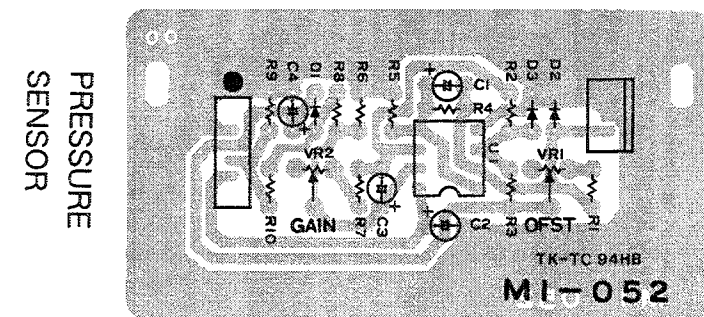 PRESSURE
SENSOR
R9
C4
D1
R8
R6
R5
C1
R2
D3
D2
R4
VR2
U1
VR1
R10
GAIN
R7
C3
C2
R3
OFST
R1
TK-TC 94HB
MI-052